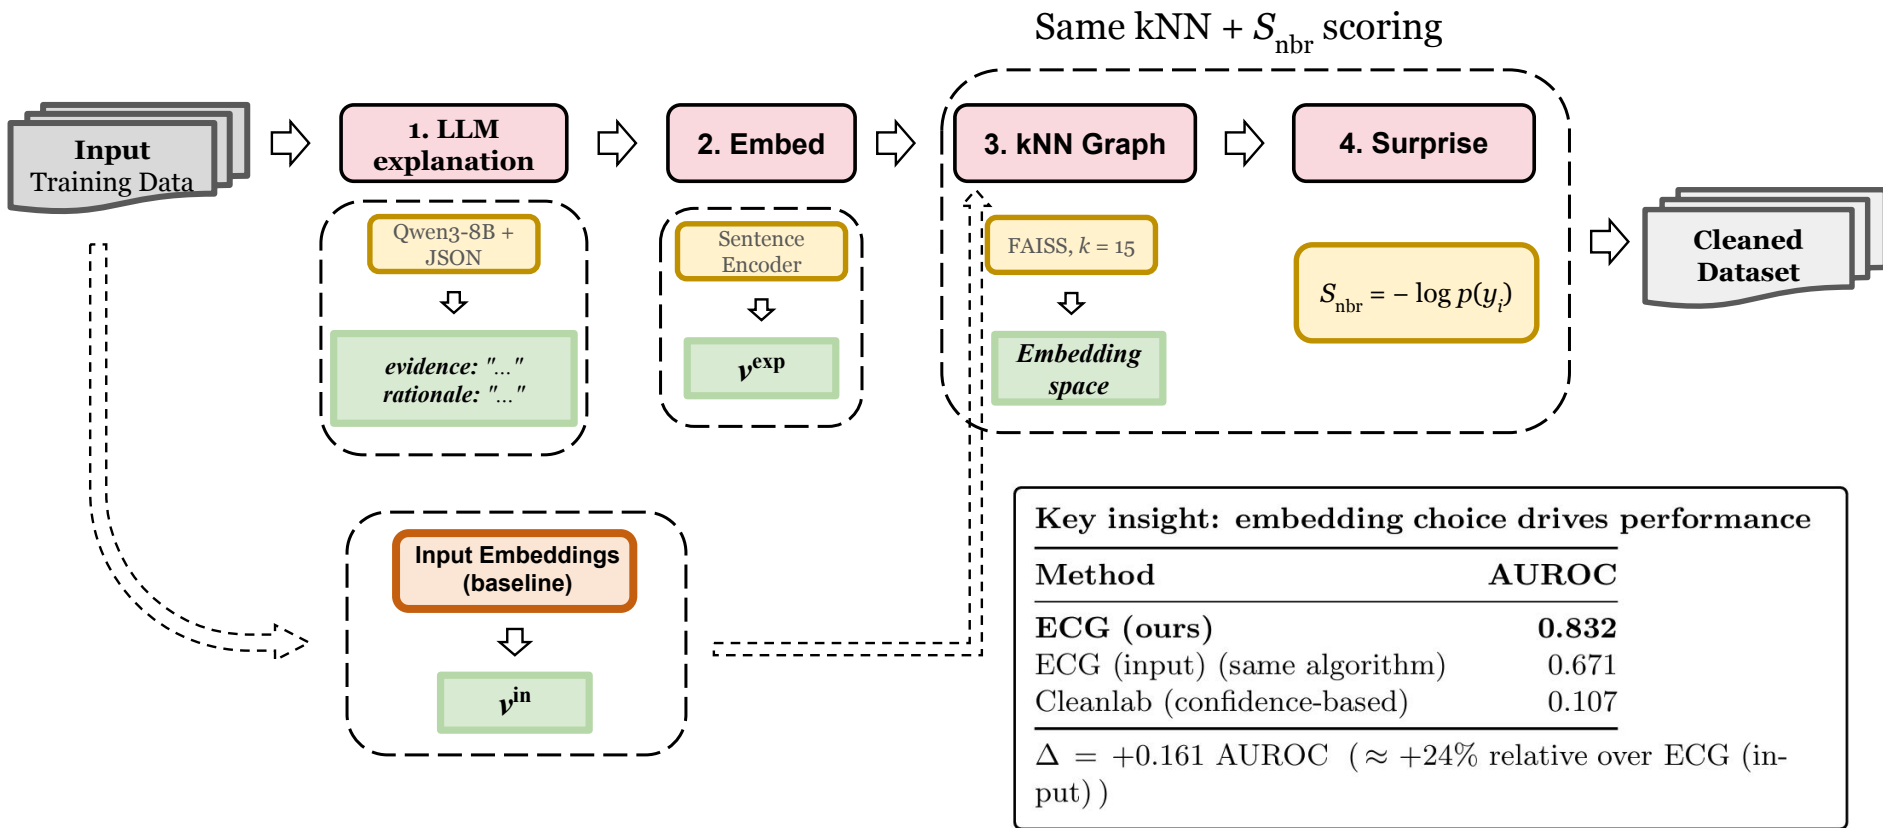 Same kNN + S_nbr scoring
Input
Training Data
1. LLM
explanation
2. Embed
3. kNN Graph
4. Surprise
Qwen3-8B +
JSON
evidence: "..."
rationale: "..."
Sentence
Encoder
v^exp
FAISS, k = 15
Embedding
space
S_nbr = − log p(y_i)
Cleaned
Dataset
Input Embeddings
(baseline)
v^in
Key insight: embedding choice drives performance
Method AUROC
ECG (ours) 0.832
ECG (input) (same algorithm) 0.671
Cleanlab (confidence-based) 0.107
Δ = +0.161 AUROC (≈ +24% relative over ECG (in-
put))